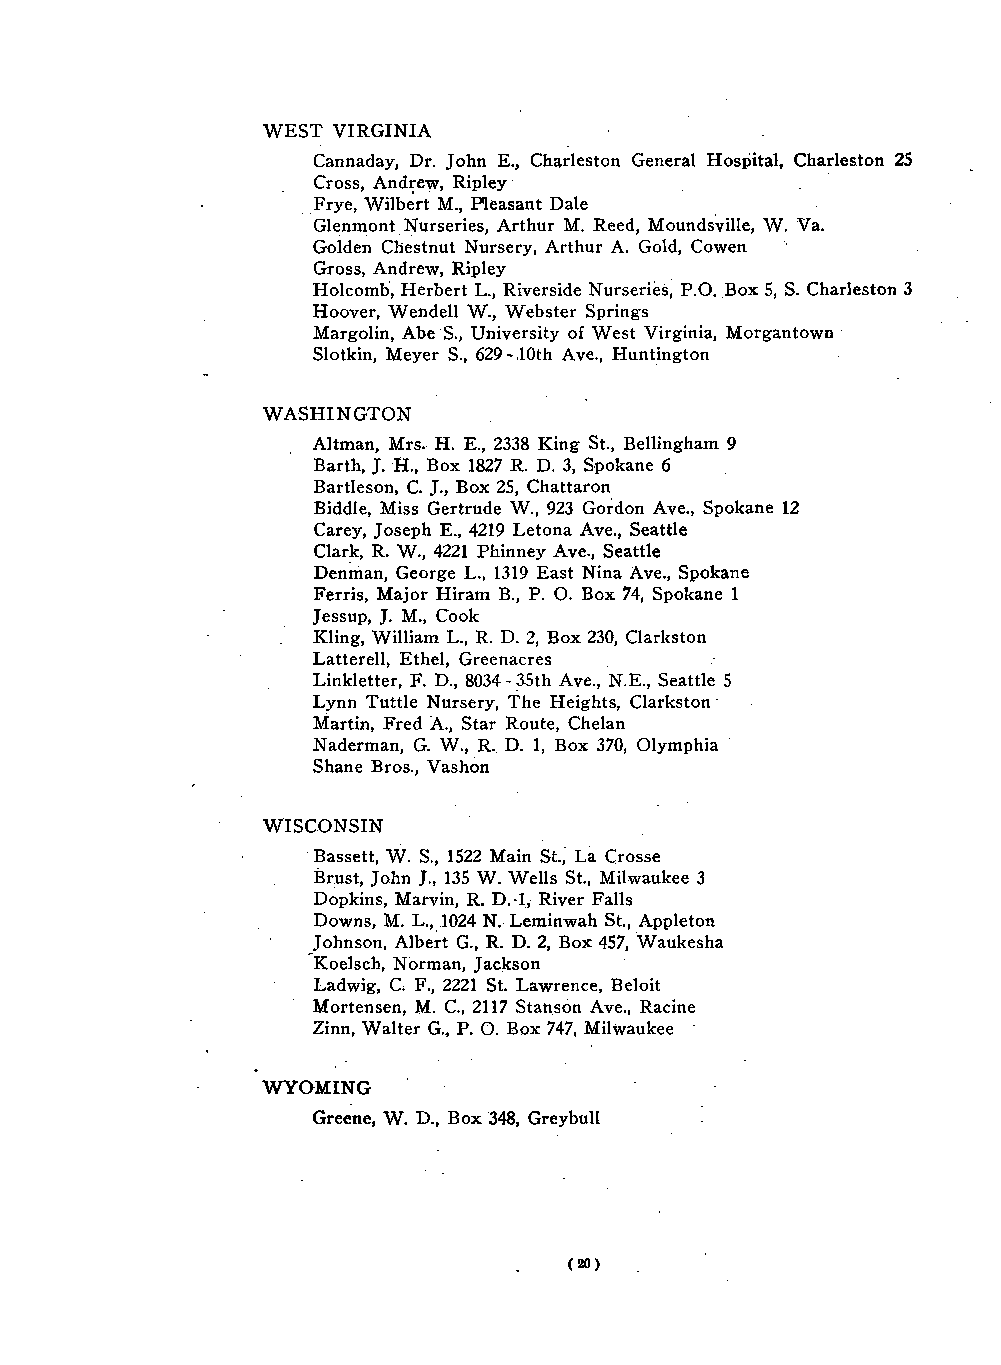 WEST VIRGINIA
Cannaday, Dr. John E., Charleston General Hospital, Charleston 25
Cross, Andrew, Ripley
Frye, Wilbert M., Pleasant Dale
Glenmont Nurseries, Arthur M. Reed, Moundsville, W. Va.
Golden Chestnut Nursery, Arthur A. Gold, Cowen
Gross, Andrew, Ripley
Holcomb, Herbert L., Riverside Nurseries, P.O. Box 5, S. Charleston 3
Hoover, Wendell W., Webster Springs
Margolin, Abe S., University of West Virginia, Morgantown
Slotkin, Meyer S., 629 - 10th Ave., Huntington
WASHINGTON
Altman, Mrs. H. E., 2338 King St., Bellingham 9
Barth, J. H., Box 1827 R. D. 3, Spokane 6
Bartleson, C. J., Box 25, Chattaron
Biddle, Miss Gertrude W., 923 Gordon Ave., Spokane 12
Carey, Joseph E., 4219 Letona Ave., Seattle
Clark, R. W., 4221 Phinney Ave., Seattle
Denman, George L., 1319 East Nina Ave., Spokane
Ferris, Major Hiram B., P. O. Box 74, Spokane 1
Jessup, J. M., Cook
Kling, William L., R. D. 2, Box 230, Clarkston
Latterell, Ethel, Greenacres
Linkletter, F. D., 8034 - 35th Ave., N.E., Seattle 5
Lynn Tuttle Nursery, The Heights, Clarkston
Martin, Fred A., Star Route, Chelan
Naderman, G. W., R. D. 1, Box 370, Olymphia
Shane Bros., Vashon
WISCONSIN
Bassett, W. S., 1522 Main St., La Crosse
Brust, John J., 135 W. Wells St., Milwaukee 3
Dopkins, Marvin, R. D. 1, River Falls
Downs, M. L., 1024 N. Leminwah St., Appleton
Johnson, Albert G., R. D. 2, Box 457, Waukesha
Koelsch, Norman, Jackson
Ladwig, C. F., 2221 St. Lawrence, Beloit
Mortensen, M. C., 2117 Stanson Ave., Racine
Zinn, Walter G., P. O. Box 747, Milwaukee
WYOMING
Greene, W. D., Box 348, Greybull
(20)